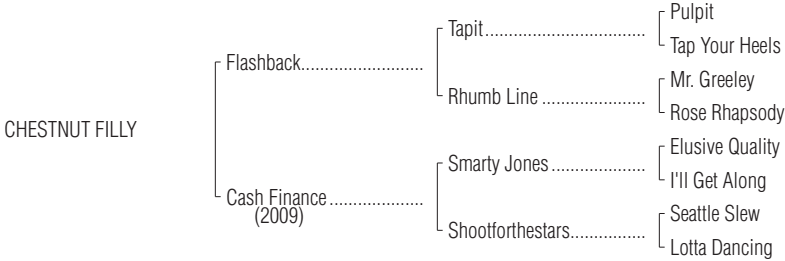 Pulpit
Tapit
Tap Your Heels
Flashback
Mr. Greeley
Rhumb Line
Rose Rhapsody
CHESTNUT FILLY
Elusive Quality
Smarty Jones
I'll Get Along
Cash Finance
(2009)
Seattle Slew
Shootforthestars
Lotta Dancing